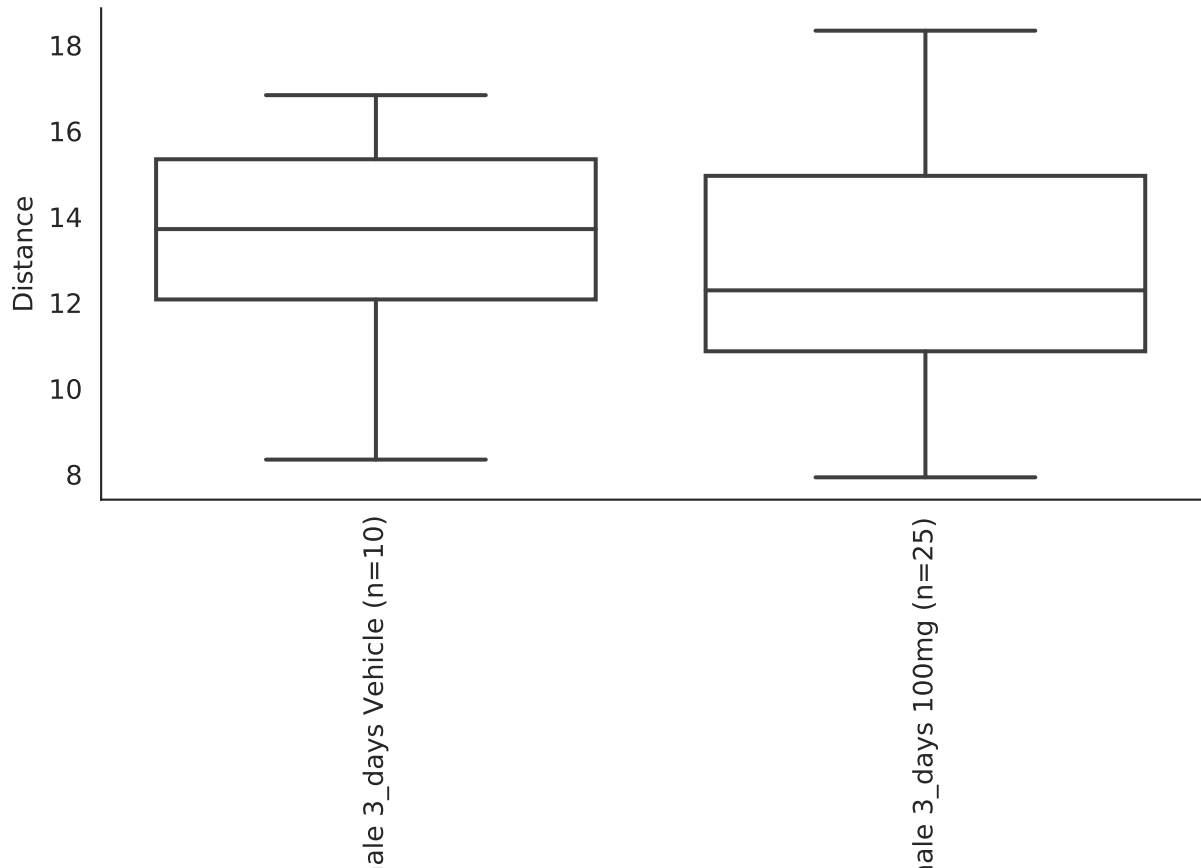 18
16
14
12
10
8
Distance
ale 3_days Vehicle (n=10)
ale 3_days 100mg (n=25)